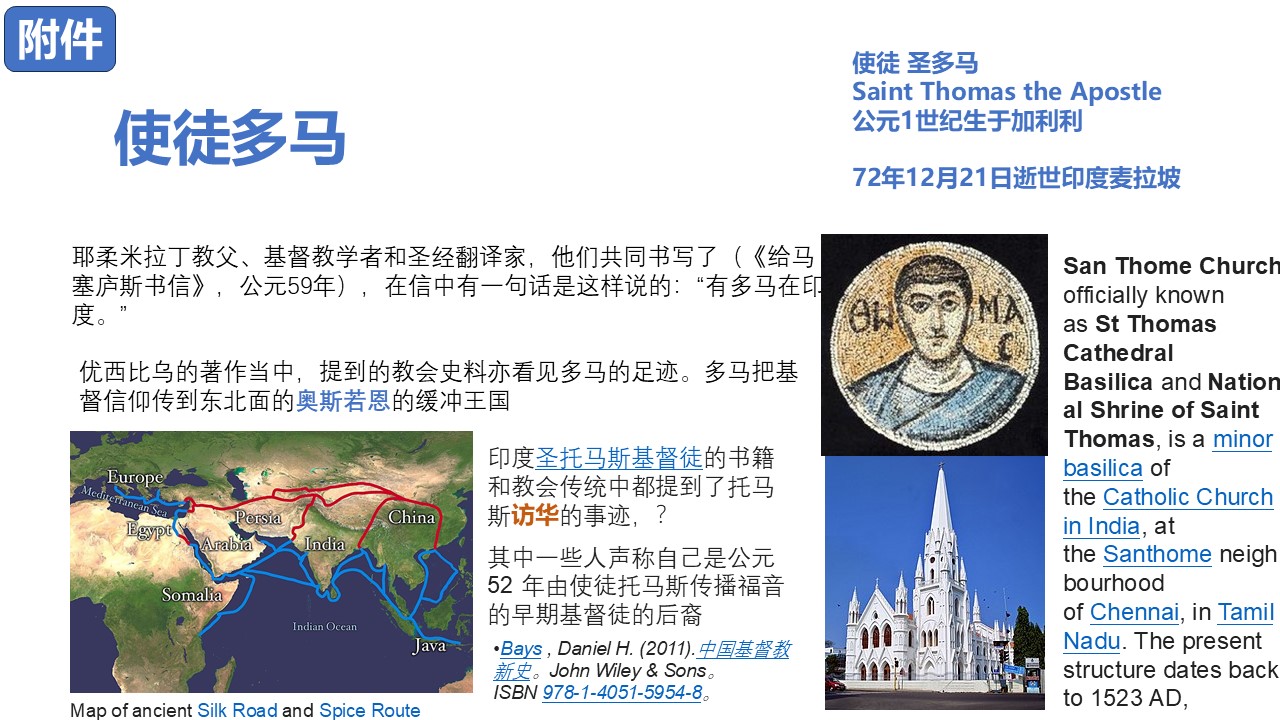 附件
使徒多马
使徒 圣多马
Saint Thomas the Apostle
公元1世纪生于加利利
72年12月21日逝世印度麦拉坡
耶柔米拉丁教父、基督教学者和圣经翻译家，他们共同书写了（《给马
塞庐斯书信》，公元59年），在信中有一句话是这样说的：“有多马在印
度。”
优西比乌的著作当中，提到的教会史料亦看见多马的足迹。多马把基
督信仰传到东北面的奥斯若恩的缓冲王国
Europe
Mediterranean Sea
Egypt
Persia
Arabia
India
China
Somalia
Indian Ocean
Java
Map of ancient Silk Road and Spice Route
印度圣托马斯基督徒的书籍
和教会传统中都提到了托马
斯访华的事迹，？
其中一些人声称自己是公元
52 年由使徒托马斯传播福音
的早期基督徒的后裔
•Bays , Daniel H. (2011).中国基督教
新史。John Wiley & Sons。
ISBN 978-1-4051-5954-8。
ΘΩ
ΜΑ
C
San Thome Church
officially known
as St Thomas
Cathedral
Basilica and Nation
al Shrine of Saint
Thomas, is a minor
basilica of
the Catholic Church
in India, at
the Santhome neigh
bourhood
of Chennai, in Tamil
Nadu. The present
structure dates back
to 1523 AD,